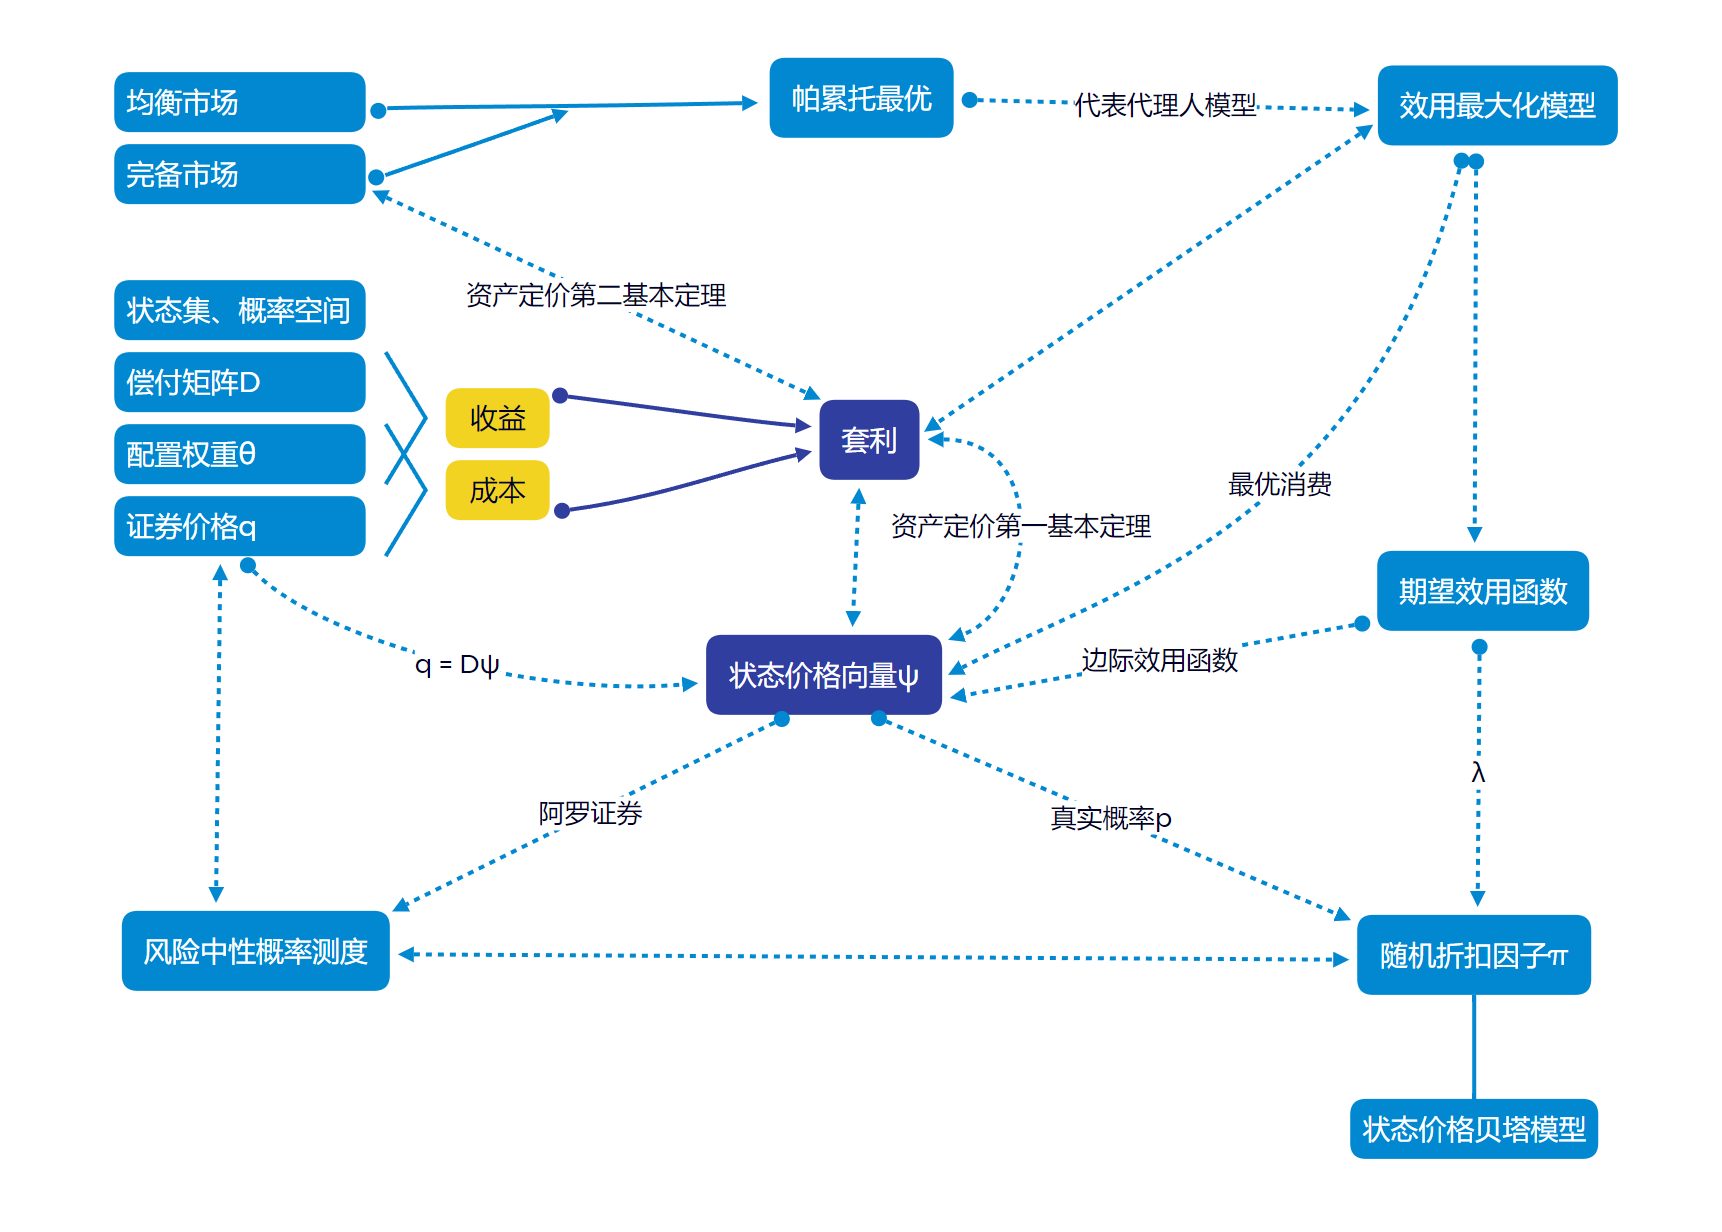 均衡市场
帕累托最优
代表代理人模型
效用最大化模型
完备市场
资产定价第二基本定理
状态集、概率空间
偿付矩阵D
配置权重θ
证券价格q
收益
成本
套利
最优消费
资产定价第一基本定理
期望效用函数
q = Dψ
状态价格向量ψ
边际效用函数
λ
阿罗证券
真实概率p
风险中性概率测度
随机折扣因子π
状态价格贝塔模型